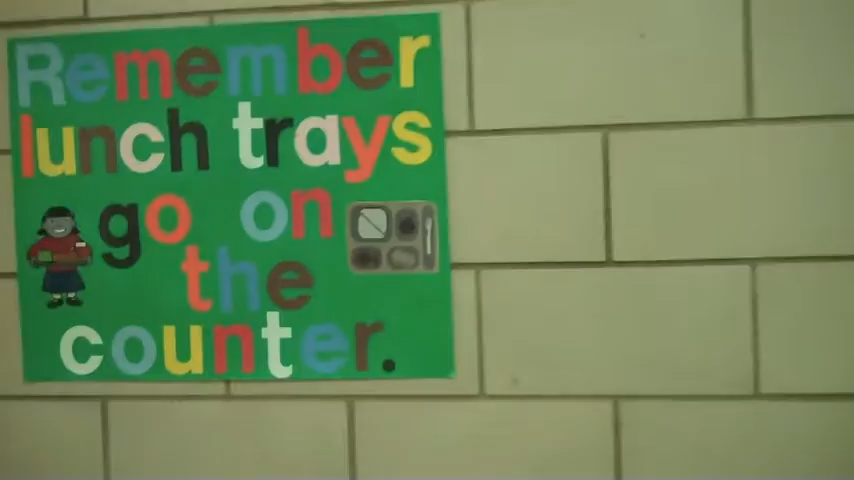 Remember
lunch trays
go on
the
counter.